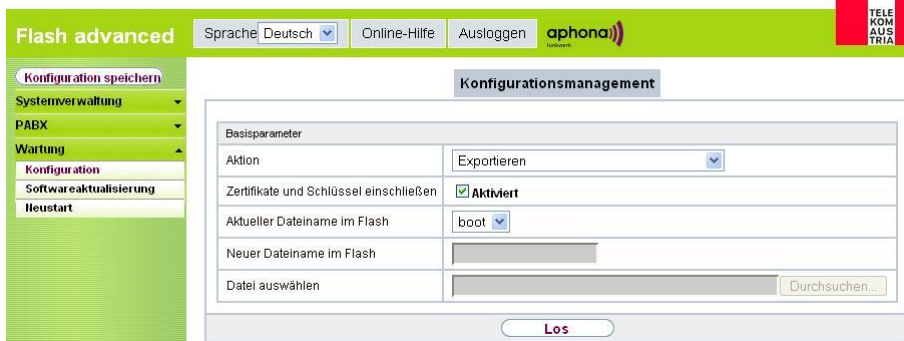 TELE
KOM
AUS
TRIA
Flash advanced
Sprache Deutsch
Online-Hilfe
Ausloggen
aphona
funkwerk
Konfiguration speichern
Systemverwaltung
PABX
Wartung
Konfiguration
Softwareaktualisierung
Neustart
Konfigurationsmanagement
Basisparameter
Aktion Exportieren
Zertifikate und Schlüssel einschließen Aktiviert
Aktueller Dateiname im Flash boot
Neuer Dateiname im Flash
Datei auswählen Durchsuchen...
Los